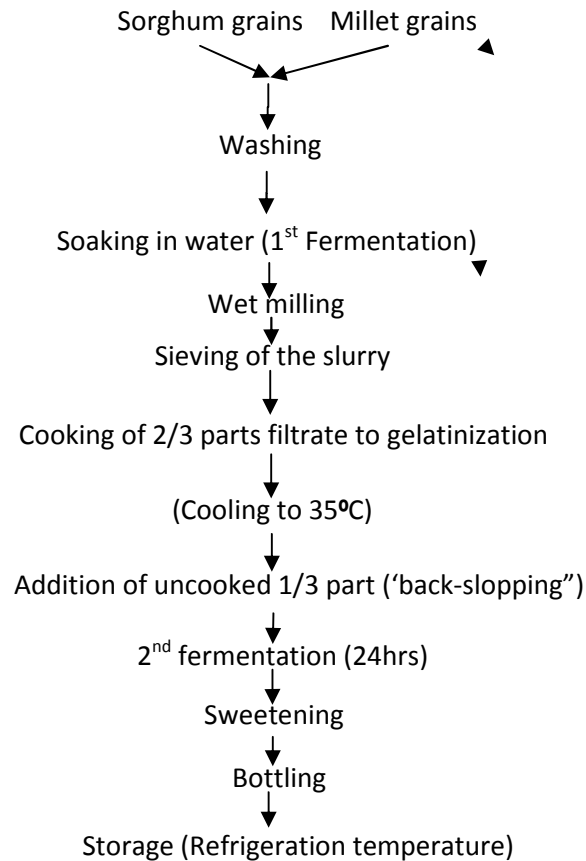 Sorghum grains Millet grains
Washing
Soaking in water (1st Fermentation)
Wet milling
Sieving of the slurry
Cooking of 2/3 parts filtrate to gelatinization
(Cooling to 35⁰C)
Addition of uncooked 1/3 part (‘back-slopping”)
2nd fermentation (24hrs)
Sweetening
Bottling
Storage (Refrigeration temperature)